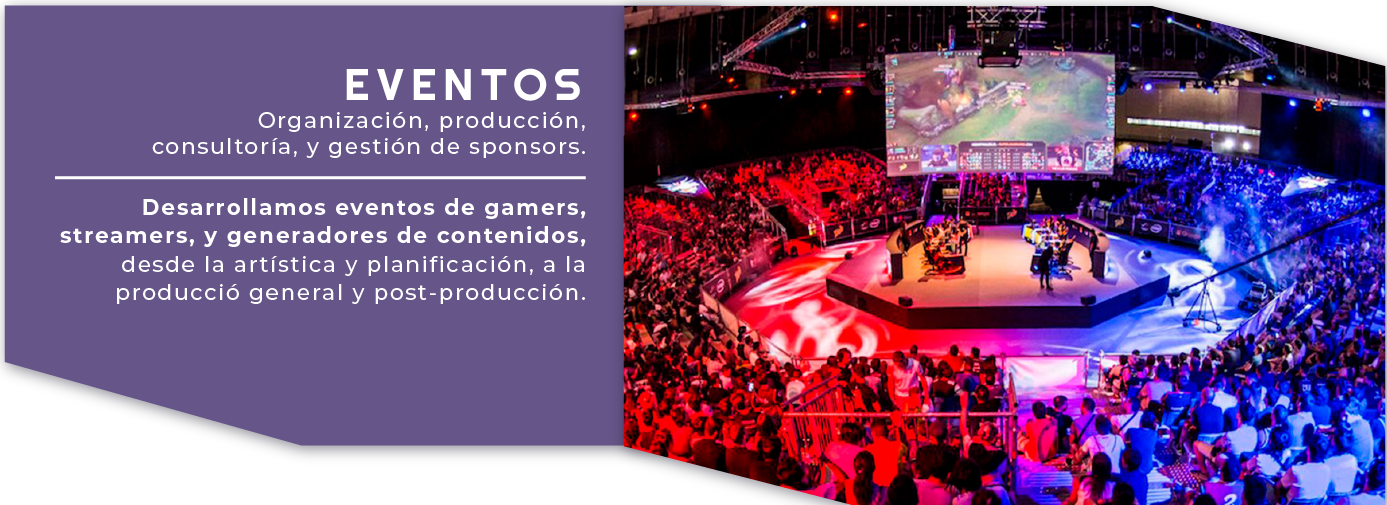 EVENTOS
Organización, producción,
consultoría, y gestión de sponsors.
Desarrollamos eventos de gamers,
streamers, y generadores de contenidos,
desde la artística y planificación, a la
producció general y post-producción.